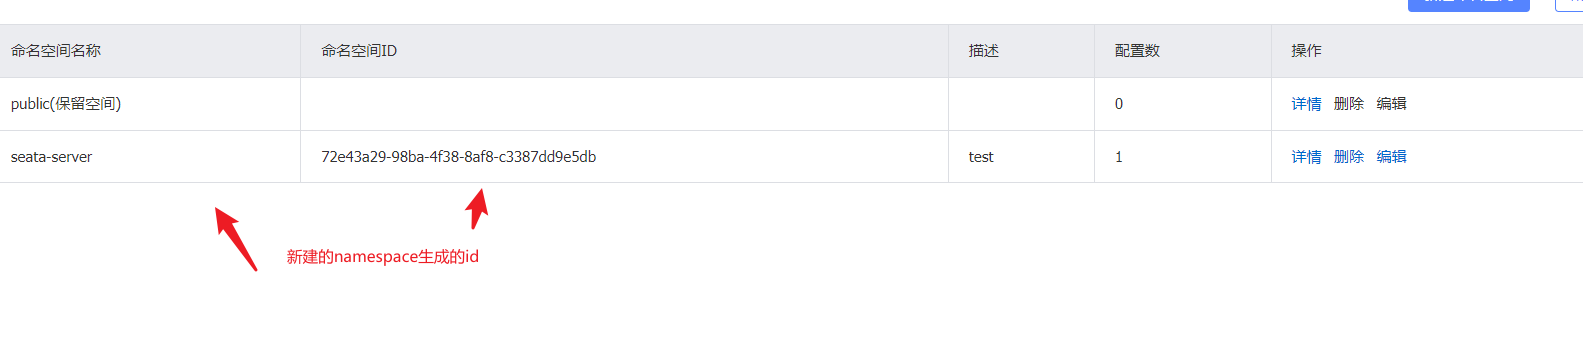 命名空间名称 命名空间ID 描述 配置数 操作
public(保留空间) 0 详情 删除 编辑
seata-server 72e43a29-98ba-4f38-8af8-c3387dd9e5db test 1 详情 删除 编辑
新建的namespace生成的id